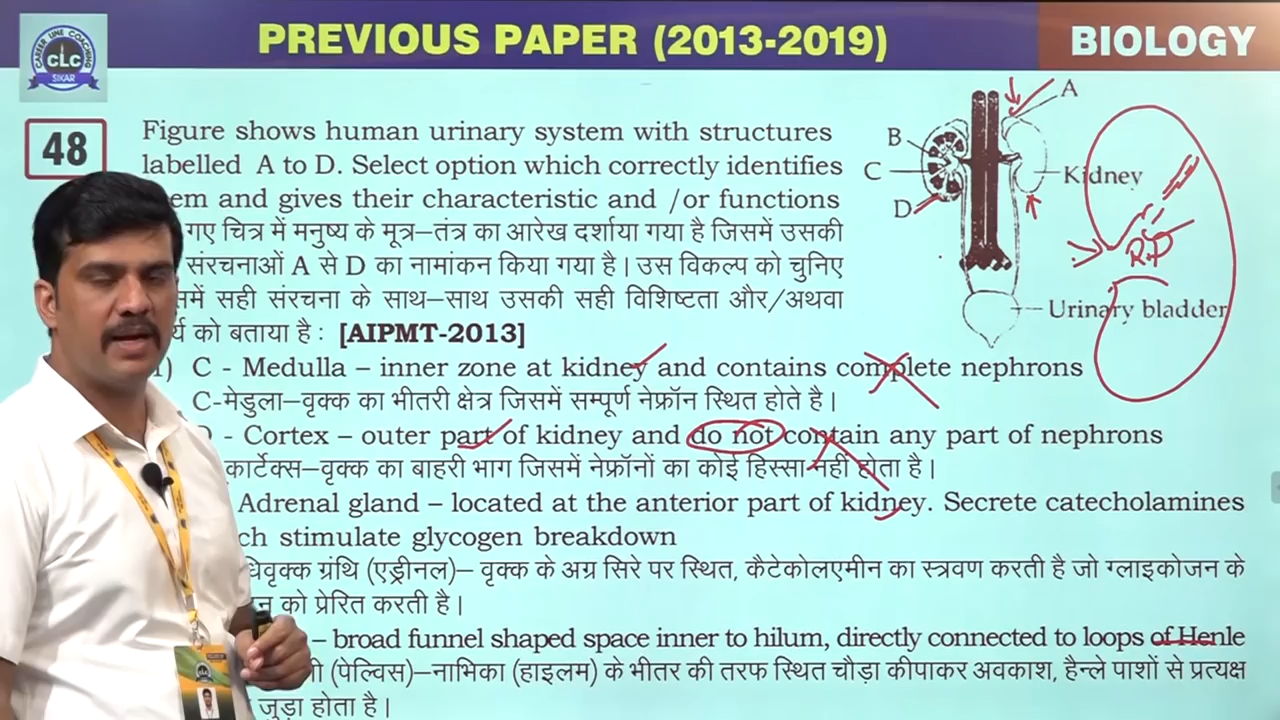 PREVIOUS PAPER (2013-2019)
BIOLOGY
CAREER LINE COACHING
CLC
SIKAR
48
Figure shows human urinary system with structures
labelled A to D. Select option which correctly identifies
em and gives their characteristic and /or functions
गए चित्र में मनुष्य के मूत्र–तंत्र का आरेख दर्शाया गया है जिसमें उसकी
संरचनाओं A से D का नामांकन किया गया है। उस विकल्प को चुनिए
समें सही संरचना के साथ–साथ उसकी सही विशिष्टता और/अथवा
र्य को बताया है : [AIPMT-2013]
A
B
C
Kidney
D
R.P
Urinary bladder
) C - Medulla – inner zone at kidney and contains complete nephrons
C-मेडुला–वृक्क का भीतरी क्षेत्र जिसमें सम्पूर्ण नेफ्रॉन स्थित होते है।
- Cortex – outer part of kidney and do not contain any part of nephrons
कार्टेक्स–वृक्क का बाहरी भाग जिसमें नेफ्रॉनों का कोई हिस्सा नहीं होता है।
Adrenal gland – located at the anterior part of kidney. Secrete catecholamines
ch stimulate glycogen breakdown
धिवृक्क ग्रंथि (एड्रीनल)– वृक्क के अग्र सिरे पर स्थित, कैटेकोलएमीन का स्त्रवण करती है जो ग्लाइकोजन के
न को प्रेरित करती है।
– broad funnel shaped space inner to hilum, directly connected to loops of Henle
णी (पेल्विस)–नाभिका (हाइलम) के भीतर की तरफ स्थित चौड़ा कीपाकर अवकाश, हैन्ले पाशों से प्रत्यक्ष
जुड़ा होता है।